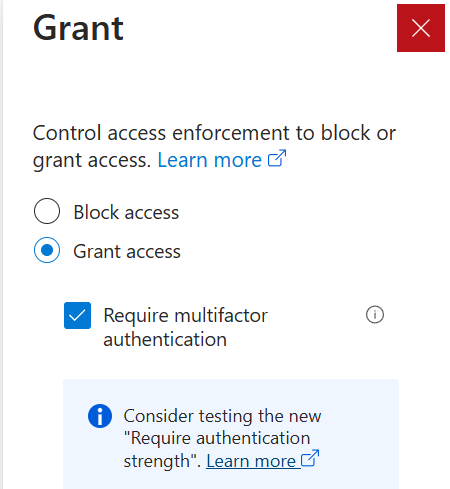 Grant
Control access enforcement to block or
grant access. Learn more
Block access
Grant access
Require multifactor
authentication
Consider testing the new
"Require authentication
strength". Learn more